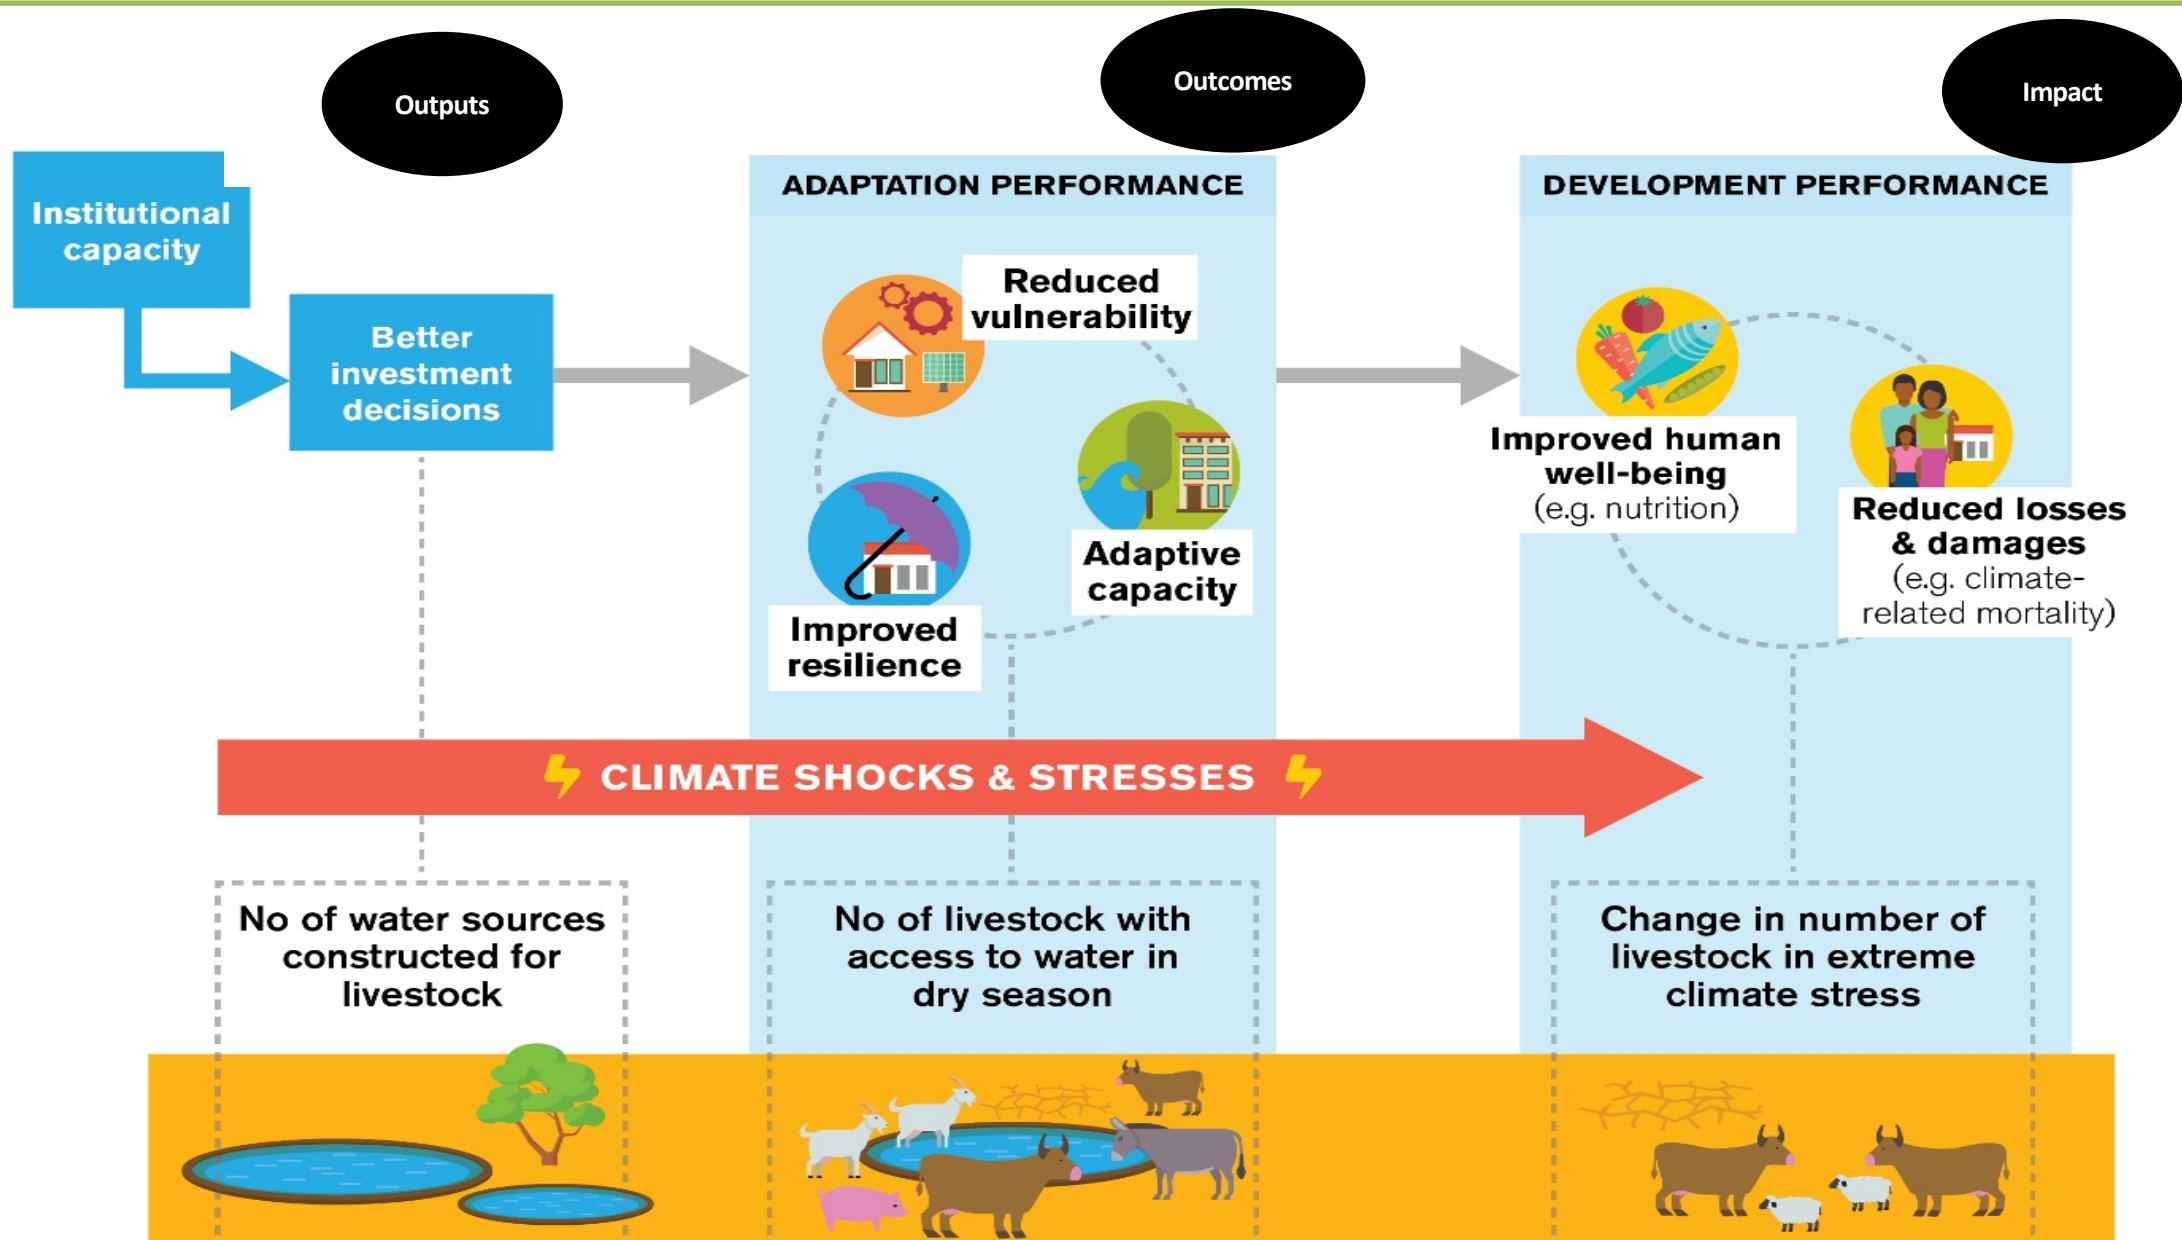 Outputs
Outcomes
Impact
Institutional
capacity
Better
investment
decisions
ADAPTATION PERFORMANCE
Reduced
vulnerability
Adaptive
capacity
Improved
resilience
DEVELOPMENT PERFORMANCE
Improved human
well-being
(e.g. nutrition)
Reduced losses
& damages
(e.g. climate-
related mortality)
CLIMATE SHOCKS & STRESSES
No of water sources
constructed for
livestock
No of livestock with
access to water in
dry season
Change in number of
livestock in extreme
climate stress